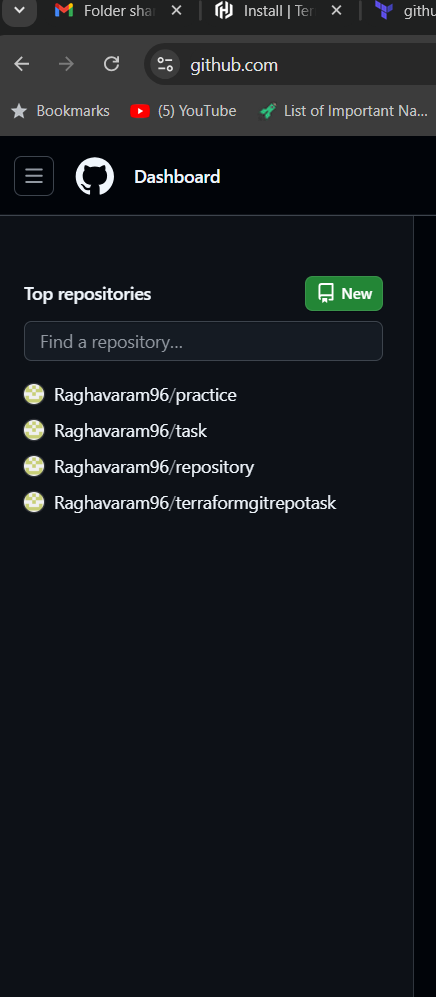 Folder sha
Install | Ter
githu
github.com
Bookmarks
(5) YouTube
List of Important Na...
Dashboard
Top repositories
New
Find a repository...
Raghavaram96/practice
Raghavaram96/task
Raghavaram96/repository
Raghavaram96/terraformgitrepotask